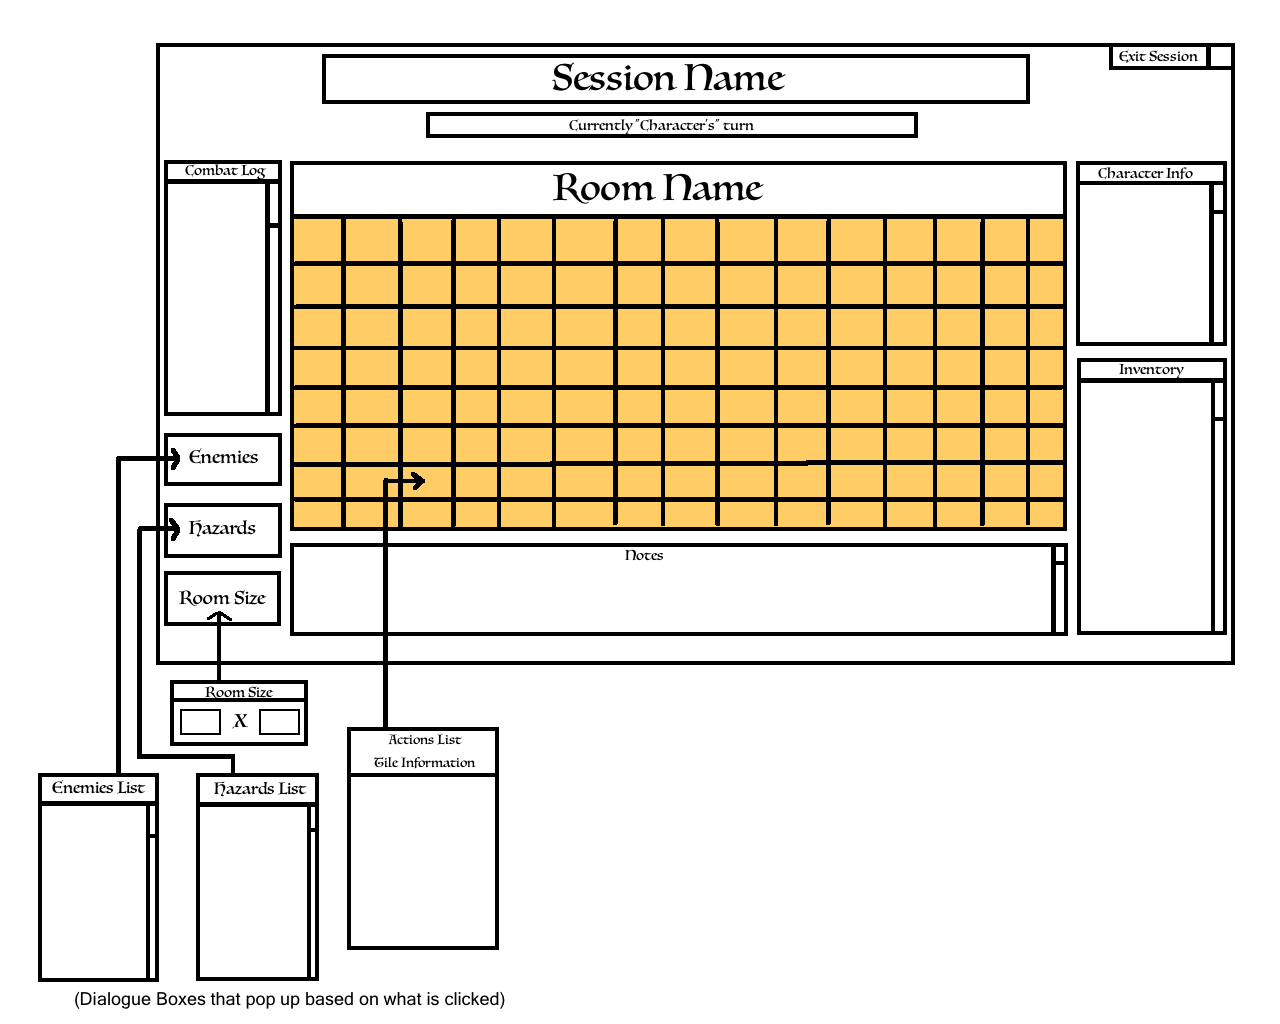 Exit Session
Session Name
Currently "Character's" turn
Combat Log
Room Name
Character Info
Inventory
Enemies
Hazards
Room Size
Notes
Room Size
X
Actions List
Tile Information
Enemies List
Hazards List
(Dialogue Boxes that pop up based on what is clicked)